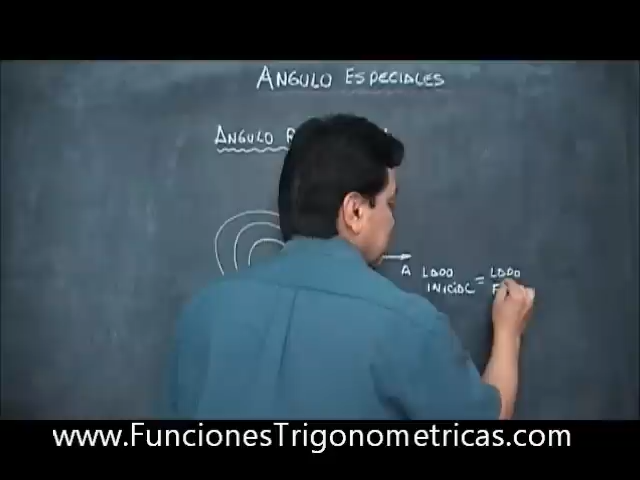 ANGULO ESPECIALES
ANGULO
A LADO INICIAL = LADO
www.FuncionesTrigonometricas.com